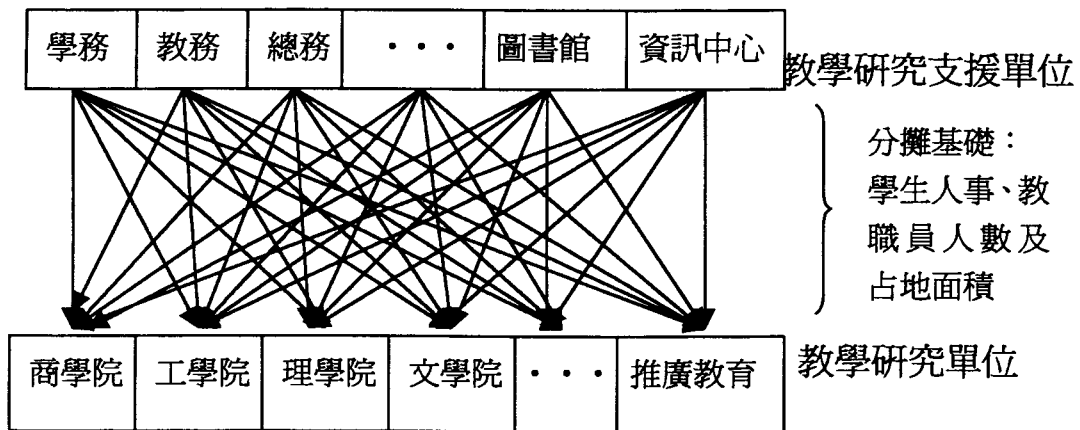 學務 教務 總務 ・・・ 圖書館 資訊中心
教學研究支援單位
分攤基礎：
學生人事、教
職員人數及
占地面積
商學院 工學院 理學院 文學院 ・・・ 推廣教育
教學研究單位